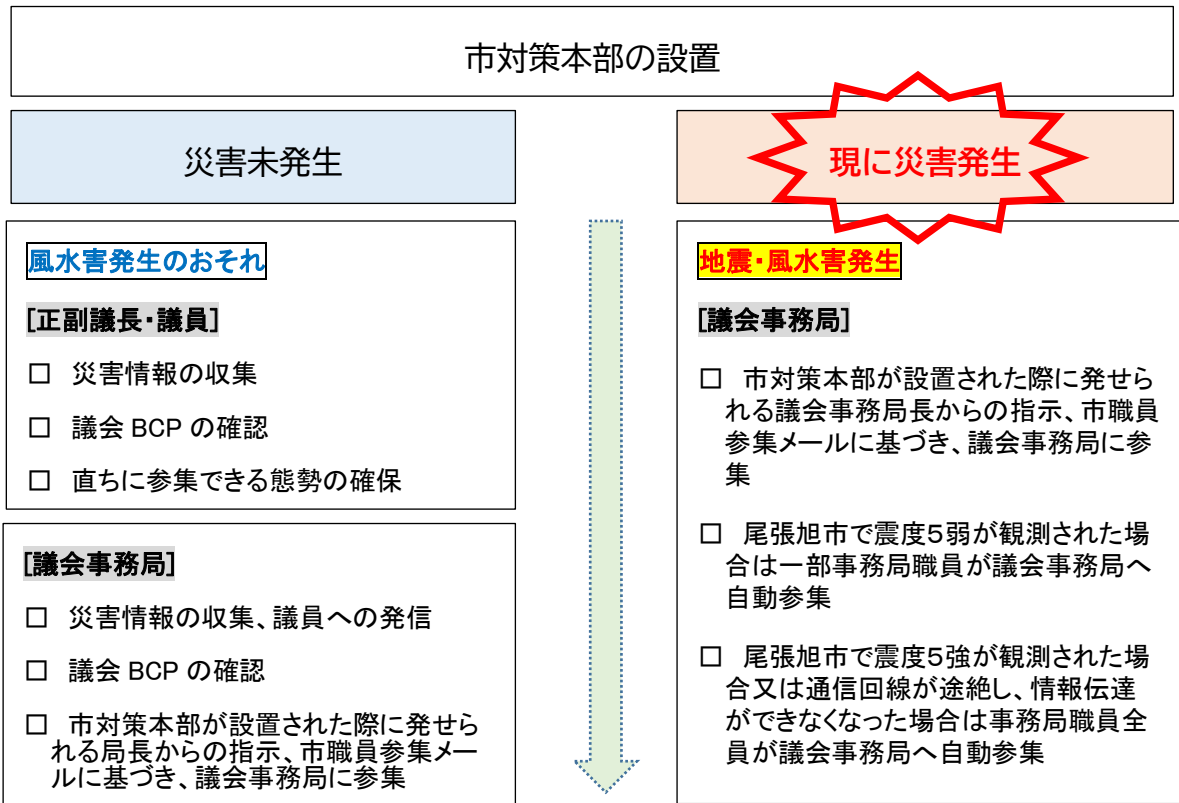 市対策本部の設置
災害未発生
風水害発生のおそれ
[正副議長・議員]
□ 災害情報の収集
□ 議会 BCP の確認
□ 直ちに参集できる態勢の確保
[議会事務局]
□ 災害情報の収集、議員への発信
□ 議会 BCP の確認
□ 市対策本部が設置された際に発せら
れる局長からの指示、市職員参集メー
ルに基づき、議会事務局に参集
現に災害発生
地震・風水害発生
[議会事務局]
□ 市対策本部が設置された際に発せら
れる議会事務局長からの指示、市職員
参集メールに基づき、議会事務局に参
集
□ 尾張旭市で震度5弱が観測された場
合は一部事務局職員が議会事務局へ
自動参集
□ 尾張旭市で震度5強が観測された場
合又は通信回線が途絶し、情報伝達
ができなくなった場合は事務局職員全
員が議会事務局へ自動参集